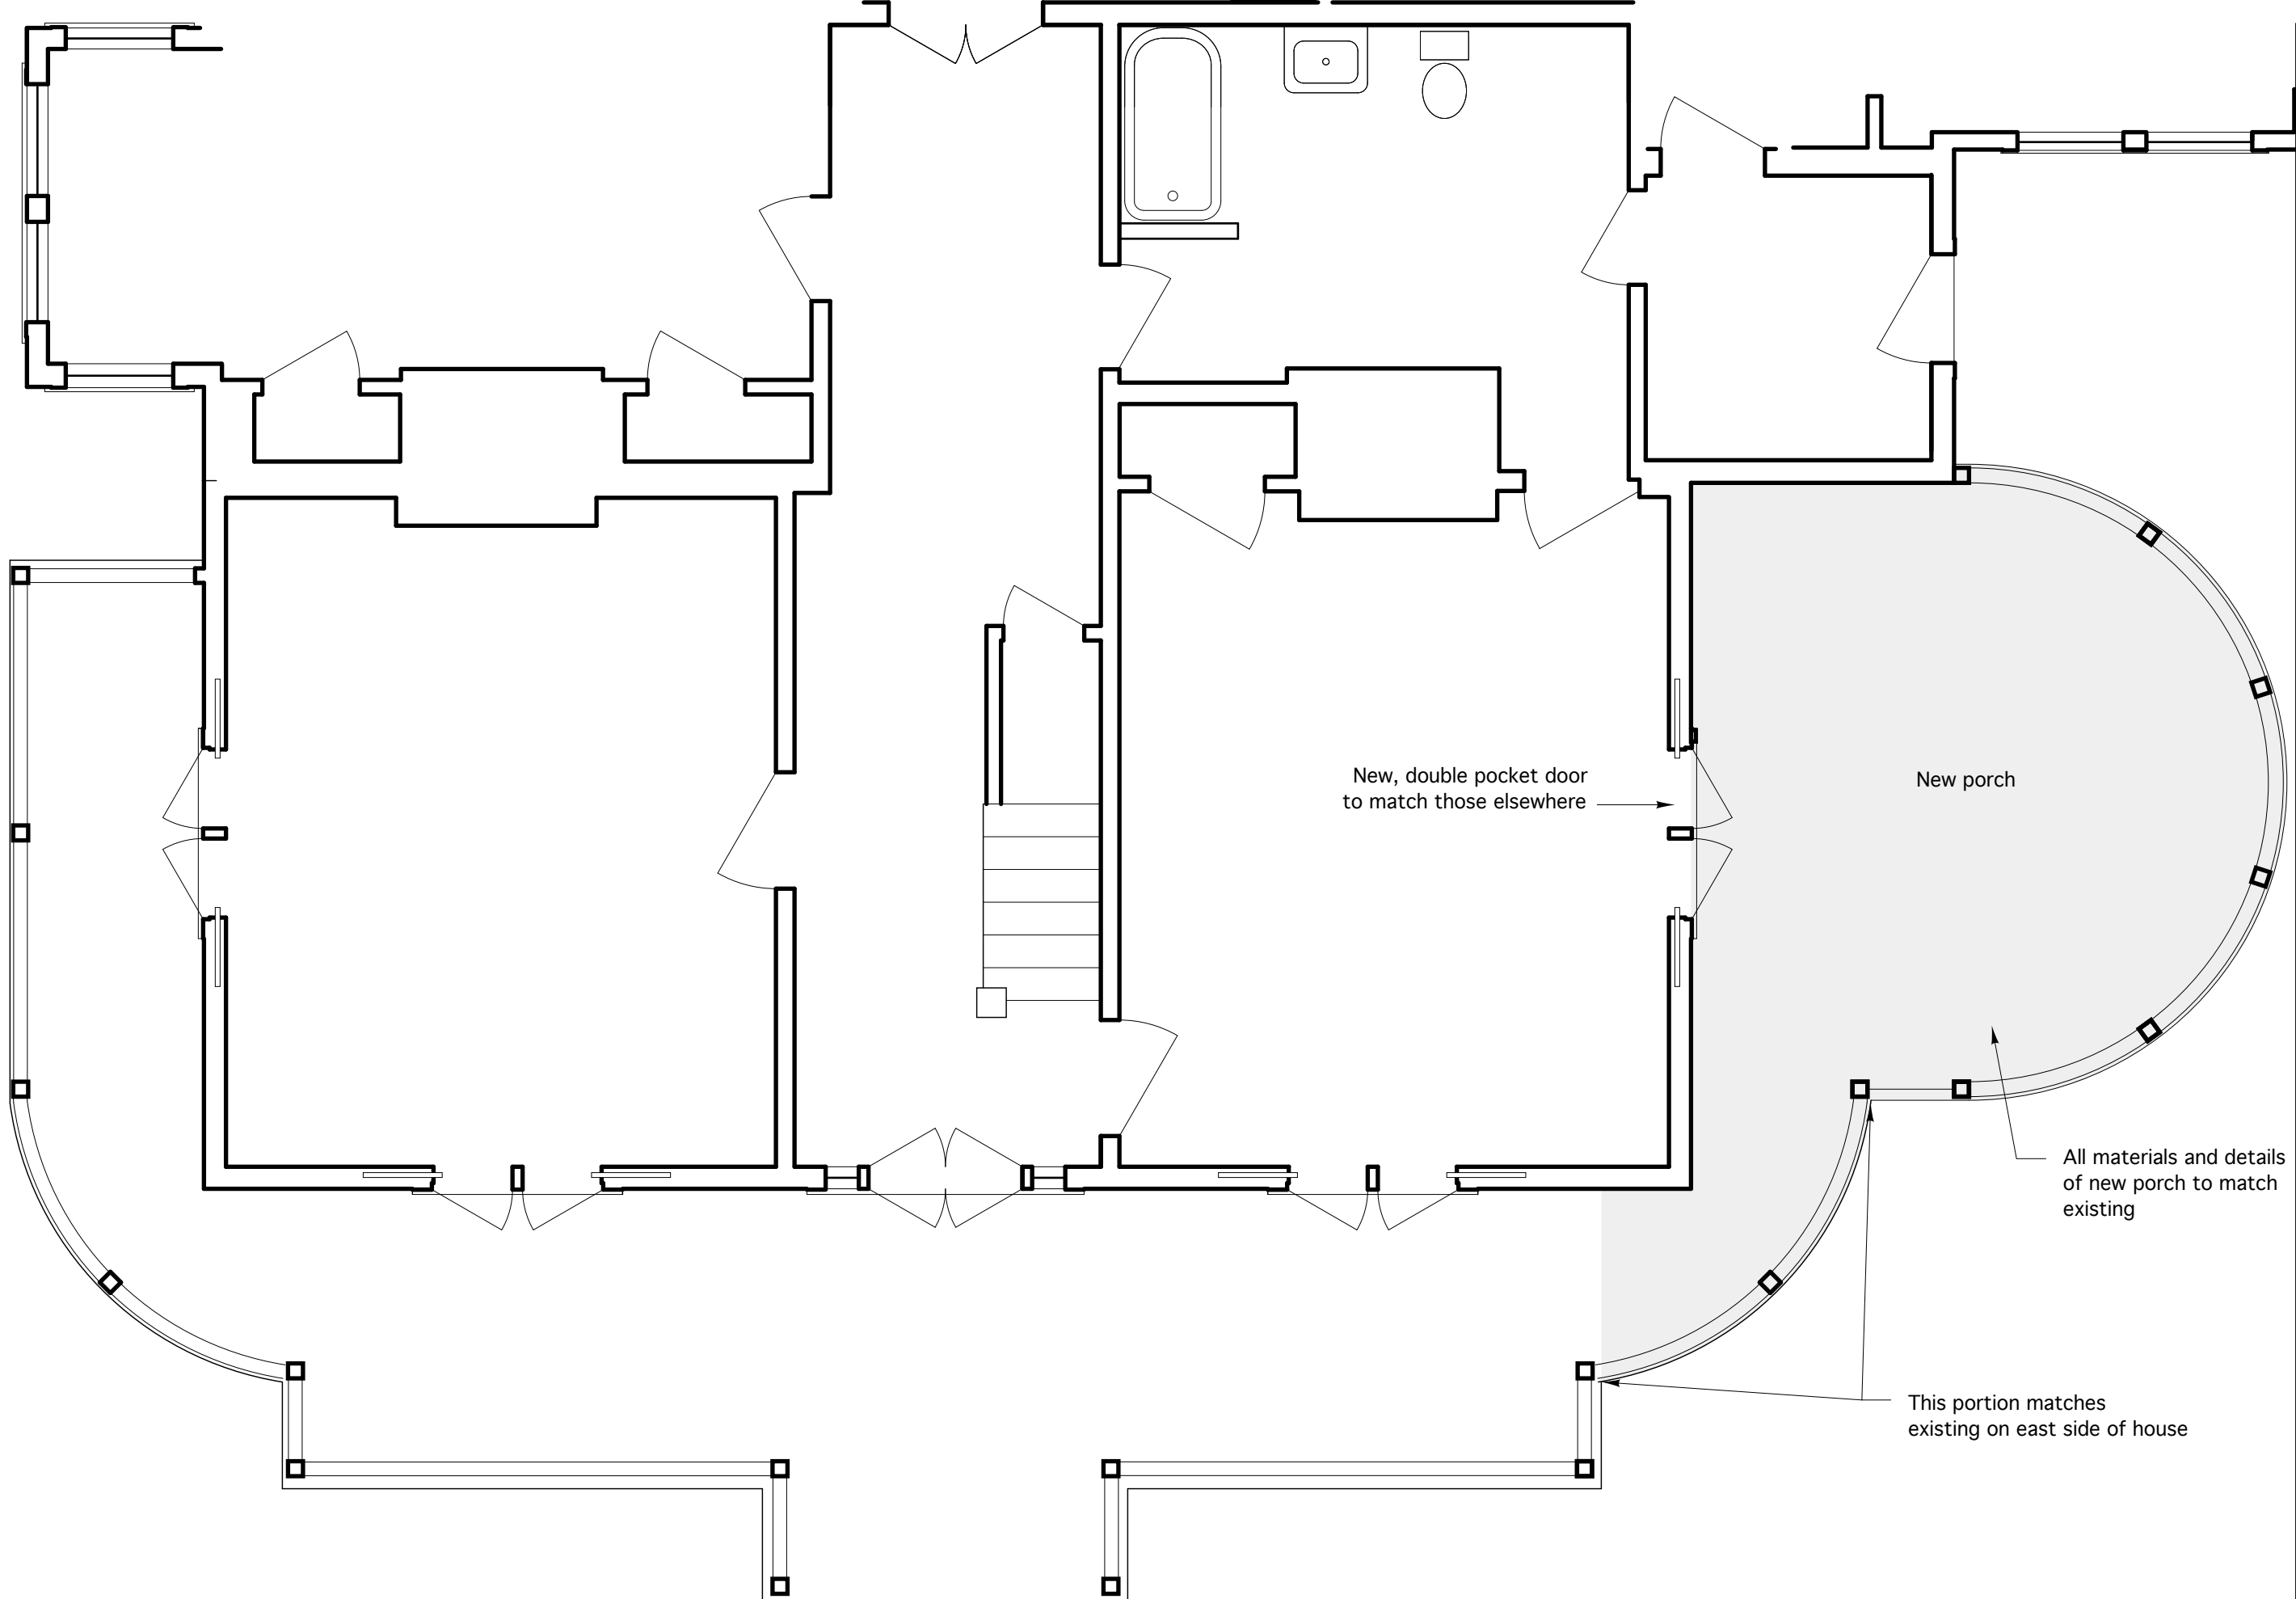 New, double pocket door
to match those elsewhere
New porch
All materials and details
of new porch to match
existing
This portion matches
existing on east side of house